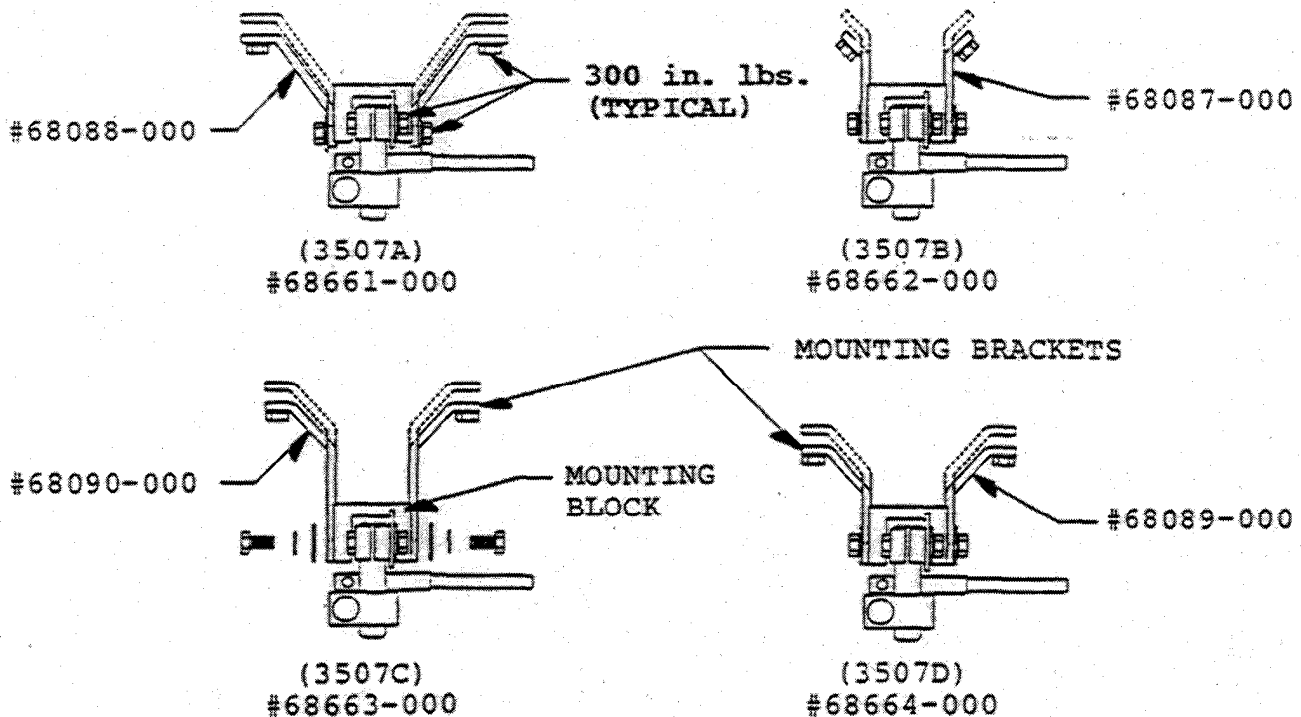 300 in. lbs.
(TYPICAL)
#68088-000
#68087-000
(3507A)
#68661-000
(3507B)
#68662-000
MOUNTING BRACKETS
#68090-000
MOUNTING
BLOCK
#68089-000
(3507C)
#68663-000
(3507D)
#68664-000